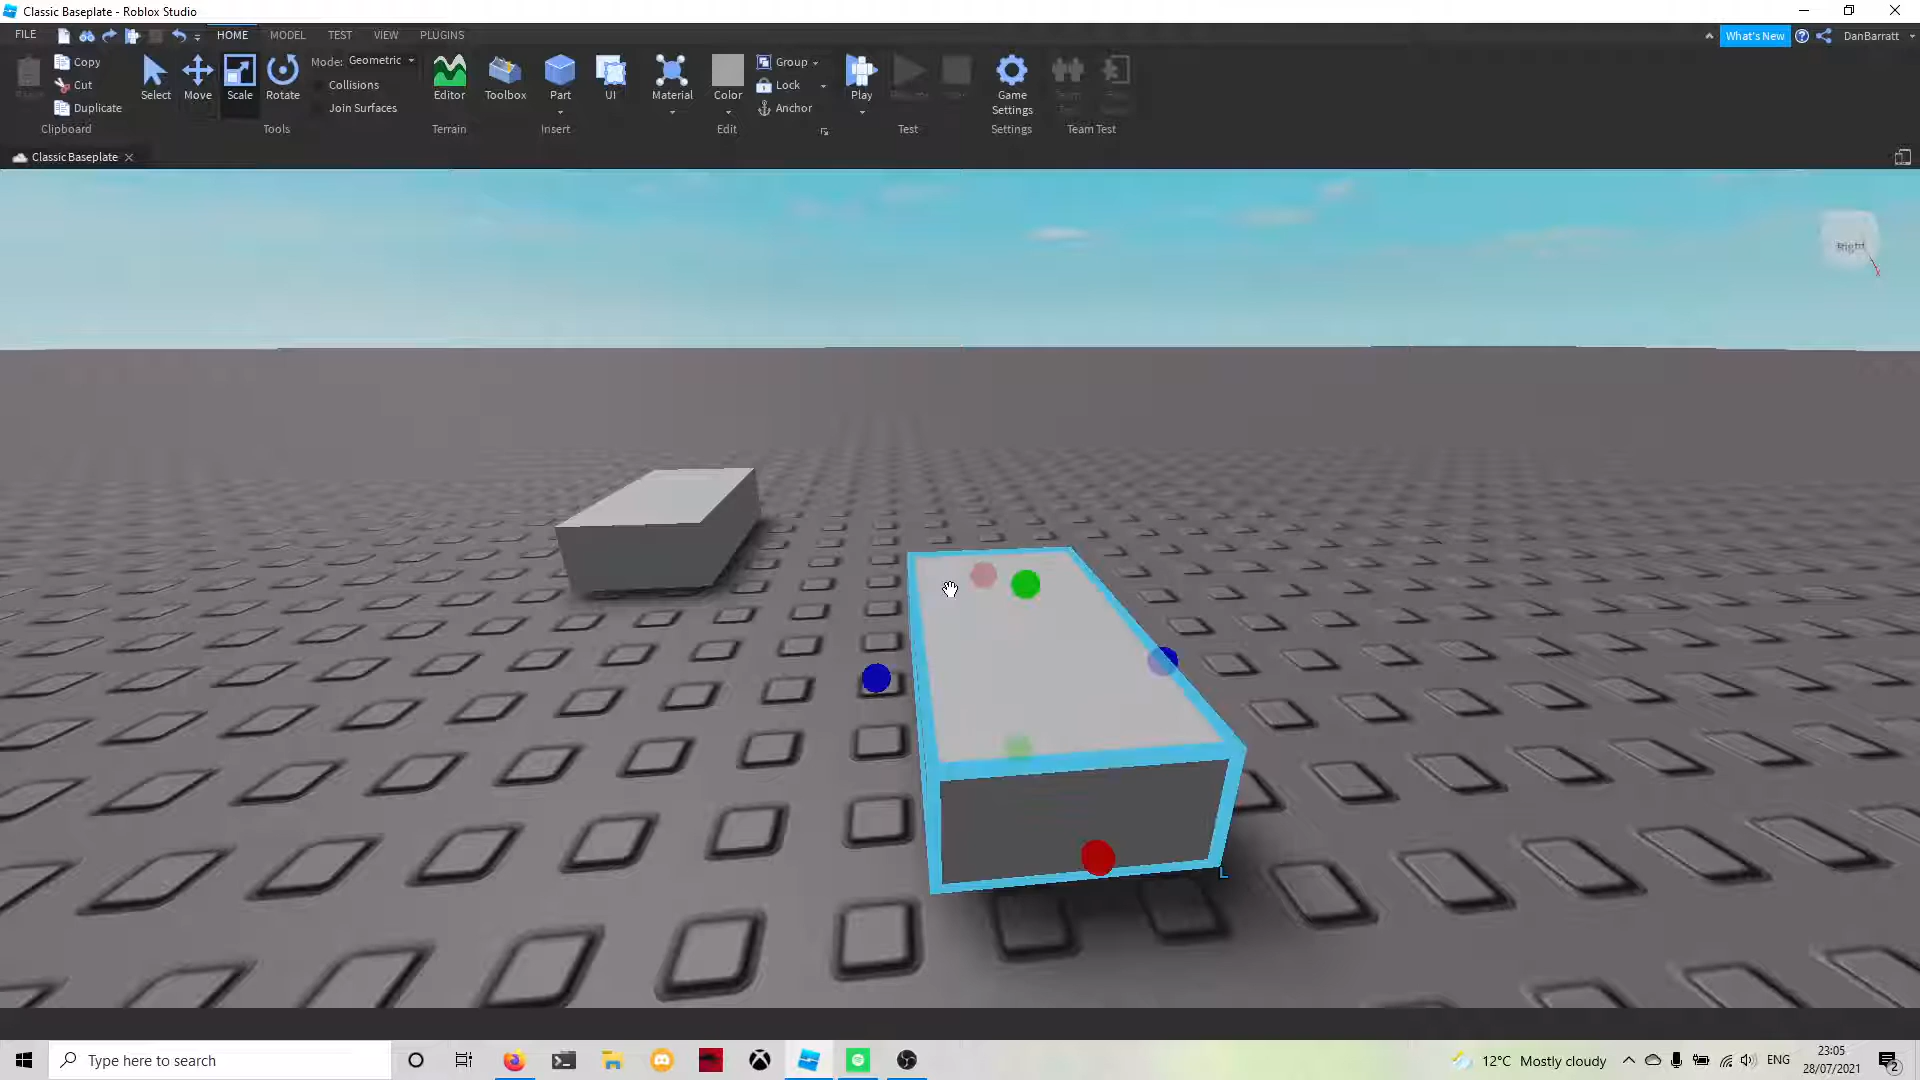 Classic Baseplate - Roblox Studio
FILE HOME MODEL TEST VIEW PLUGINS What's New DanBarratt
Copy
Cut
Duplicate
Clipboard
Select Move Scale Rotate
Mode: Geometric
Collisions
Join Surfaces
Tools
Editor
Terrain
Toolbox Part UI
Insert
Material Color
Group
Lock
Anchor
Edit
Play
Test
Game
Settings
Settings
Team Test
Classic Baseplate
Right
X
L
Type here to search
12°C Mostly cloudy
ENG
23:05
28/07/2021
2